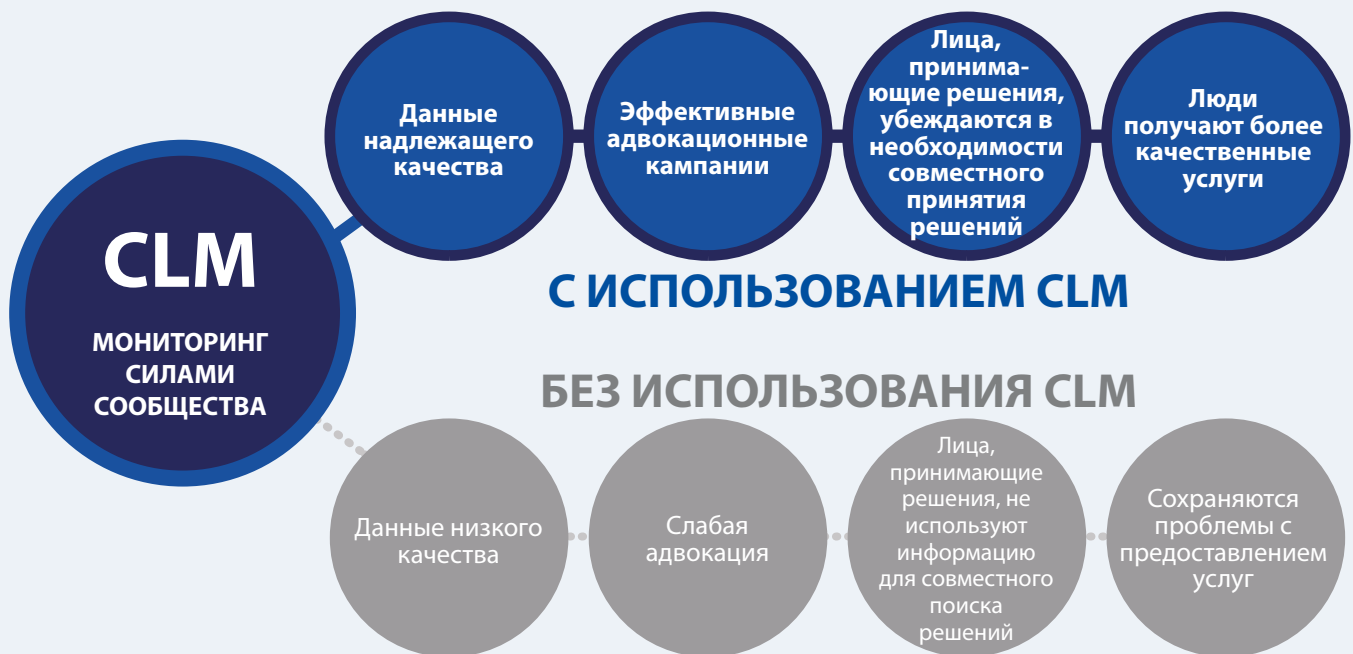 CLM
МОНИТОРИНГ
СИЛАМИ
СООБЩЕСТВА
Данные
надлежащего
качества
Эффективные
адвокационные
кампании
Лица,
принима-
ющие решения,
убеждаются в
необходимости
совместного
принятия
решений
Люди
получают более
качественные
услуги
С ИСПОЛЬЗОВАНИЕМ CLM
БЕЗ ИСПОЛЬЗОВАНИЯ CLM
Данные низкого
качества
Слабая
адвокация
Лица,
принимающие
решения, не
используют
информацию
для совместного
поиска
решений
Сохраняются
проблемы с
предоставлением
услуг